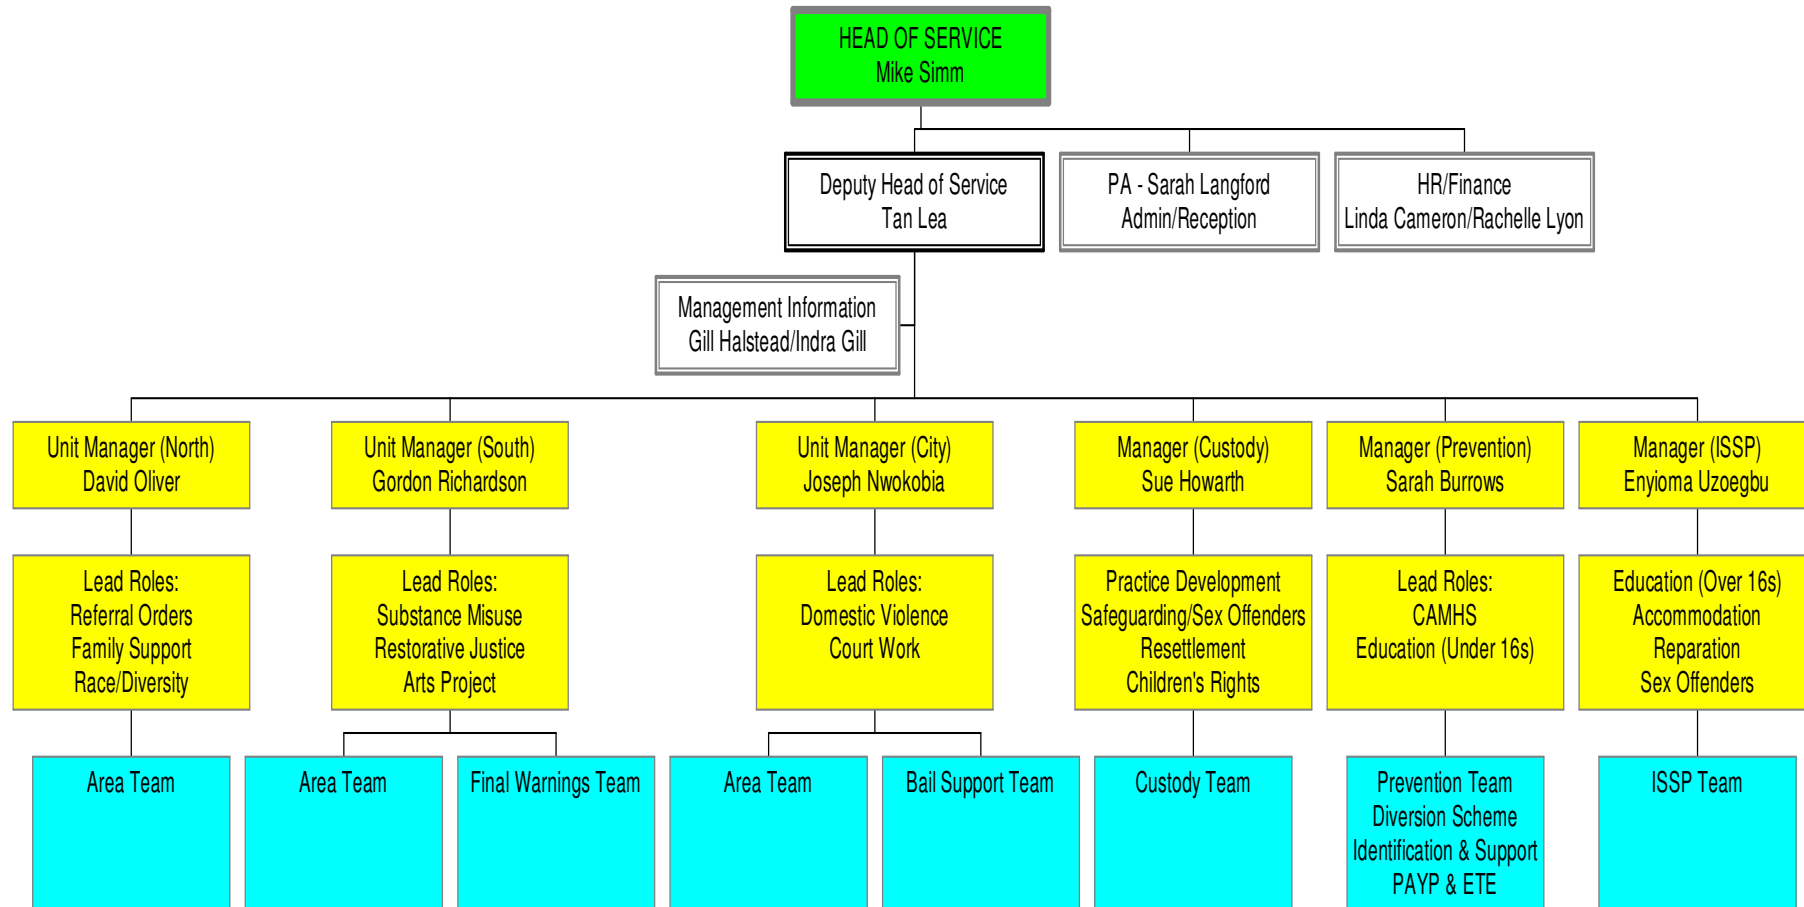 HEAD OF SERVICE
Mike Simm
Deputy Head of Service
Tan Lea
PA - Sarah Langford
Admin/Reception
HR/Finance
Linda Cameron/Rachelle Lyon
Management Information
Gill Halstead/Indra Gill
Unit Manager (North)
David Oliver
Unit Manager (South)
Gordon Richardson
Unit Manager (City)
Joseph Nwokobia
Manager (Custody)
Sue Howarth
Manager (Prevention)
Sarah Burrows
Manager (ISSP)
Enyioma Uzoegbu
Lead Roles:
Referral Orders
Family Support
Race/Diversity
Lead Roles:
Substance Misuse
Restorative Justice
Arts Project
Lead Roles:
Domestic Violence
Court Work
Practice Development
Safeguarding/Sex Offenders
Resettlement
Children's Rights
Lead Roles:
CAMHS
Education (Under 16s)
Education (Over 16s)
Accommodation
Reparation
Sex Offenders
Area Team
Area Team
Final Warnings Team
Area Team
Bail Support Team
Custody Team
Prevention Team
Diversion Scheme
Identification & Support
PAYP & ETE
ISSP Team